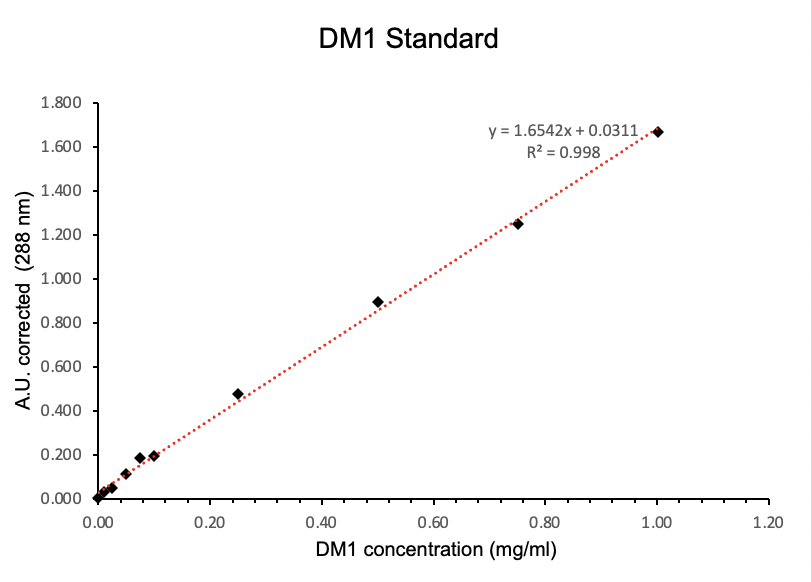 DM1 Standard
1.800
1.600
1.400
1.200
1.000
0.800
0.600
0.400
0.200
0.000
A.U. corrected (288 nm)
y = 1.6542x + 0.0311
R² = 0.998
0.00 0.20 0.40 0.60 0.80 1.00 1.20
DM1 concentration (mg/ml)